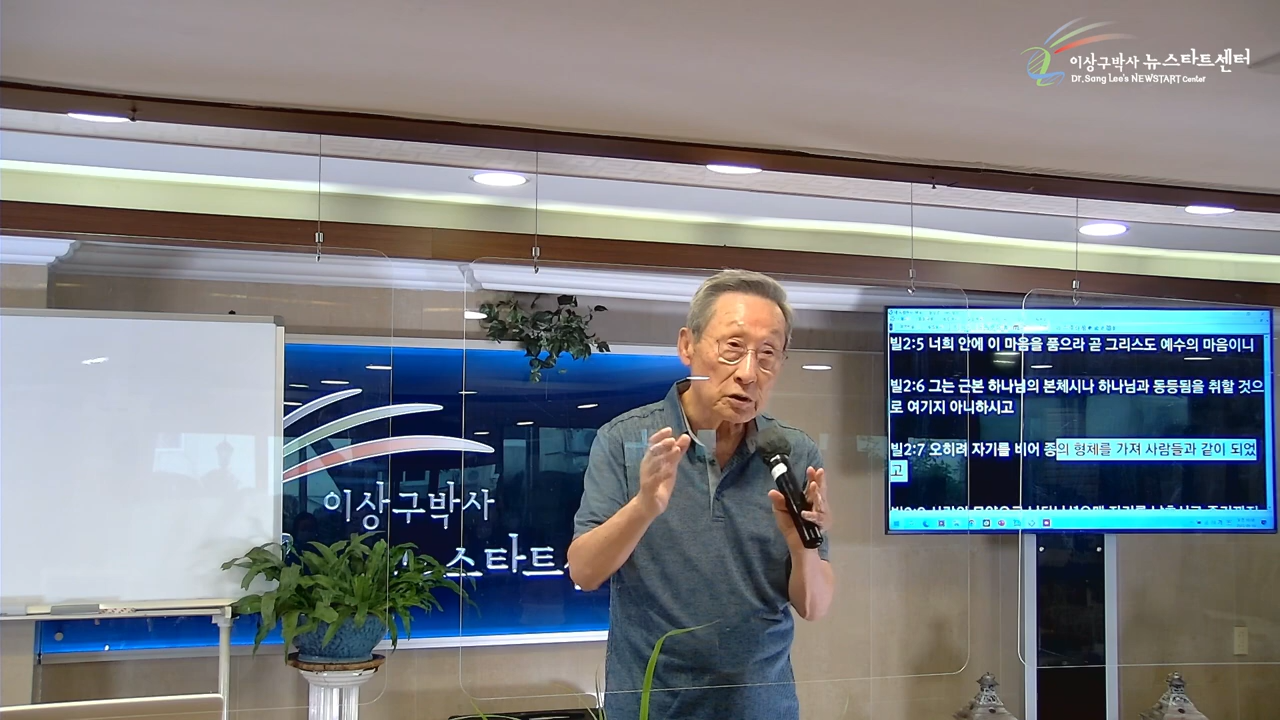 이상구박사 뉴스타트센터
Dr. Sang Lee's NEWSTART Center
이상구박사
스타트
빌2:5 너희 안에 이 마음을 품으라 곧 그리스도 예수의 마음이니
빌2:6 그는 근본 하나님의 본체시나 하나님과 동등됨을 취할 것으
로 여기지 아니하시고
빌2:7 오히려 자기를 비어 종의 형체를 가져 사람들과 같이 되었
고